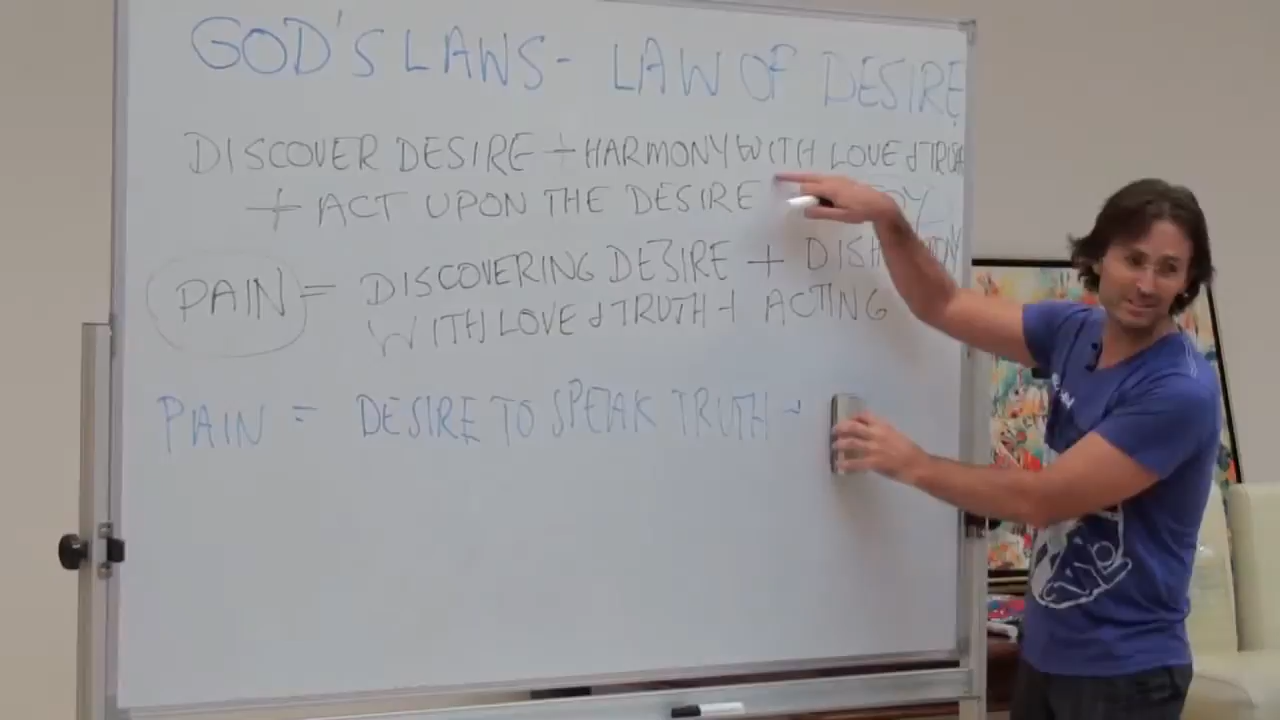 GOD'S LAWS - LAW OF DESIRE
DISCOVER DESIRE + HARMONY WITH LOVE & TRUTH
+ ACT UPON THE DESIRE
PAIN = DISCOVERING DESIRE + DISHARMONY
WITH LOVE & TRUTH + ACTING
PAIN = DESIRE TO SPEAK TRUTH -